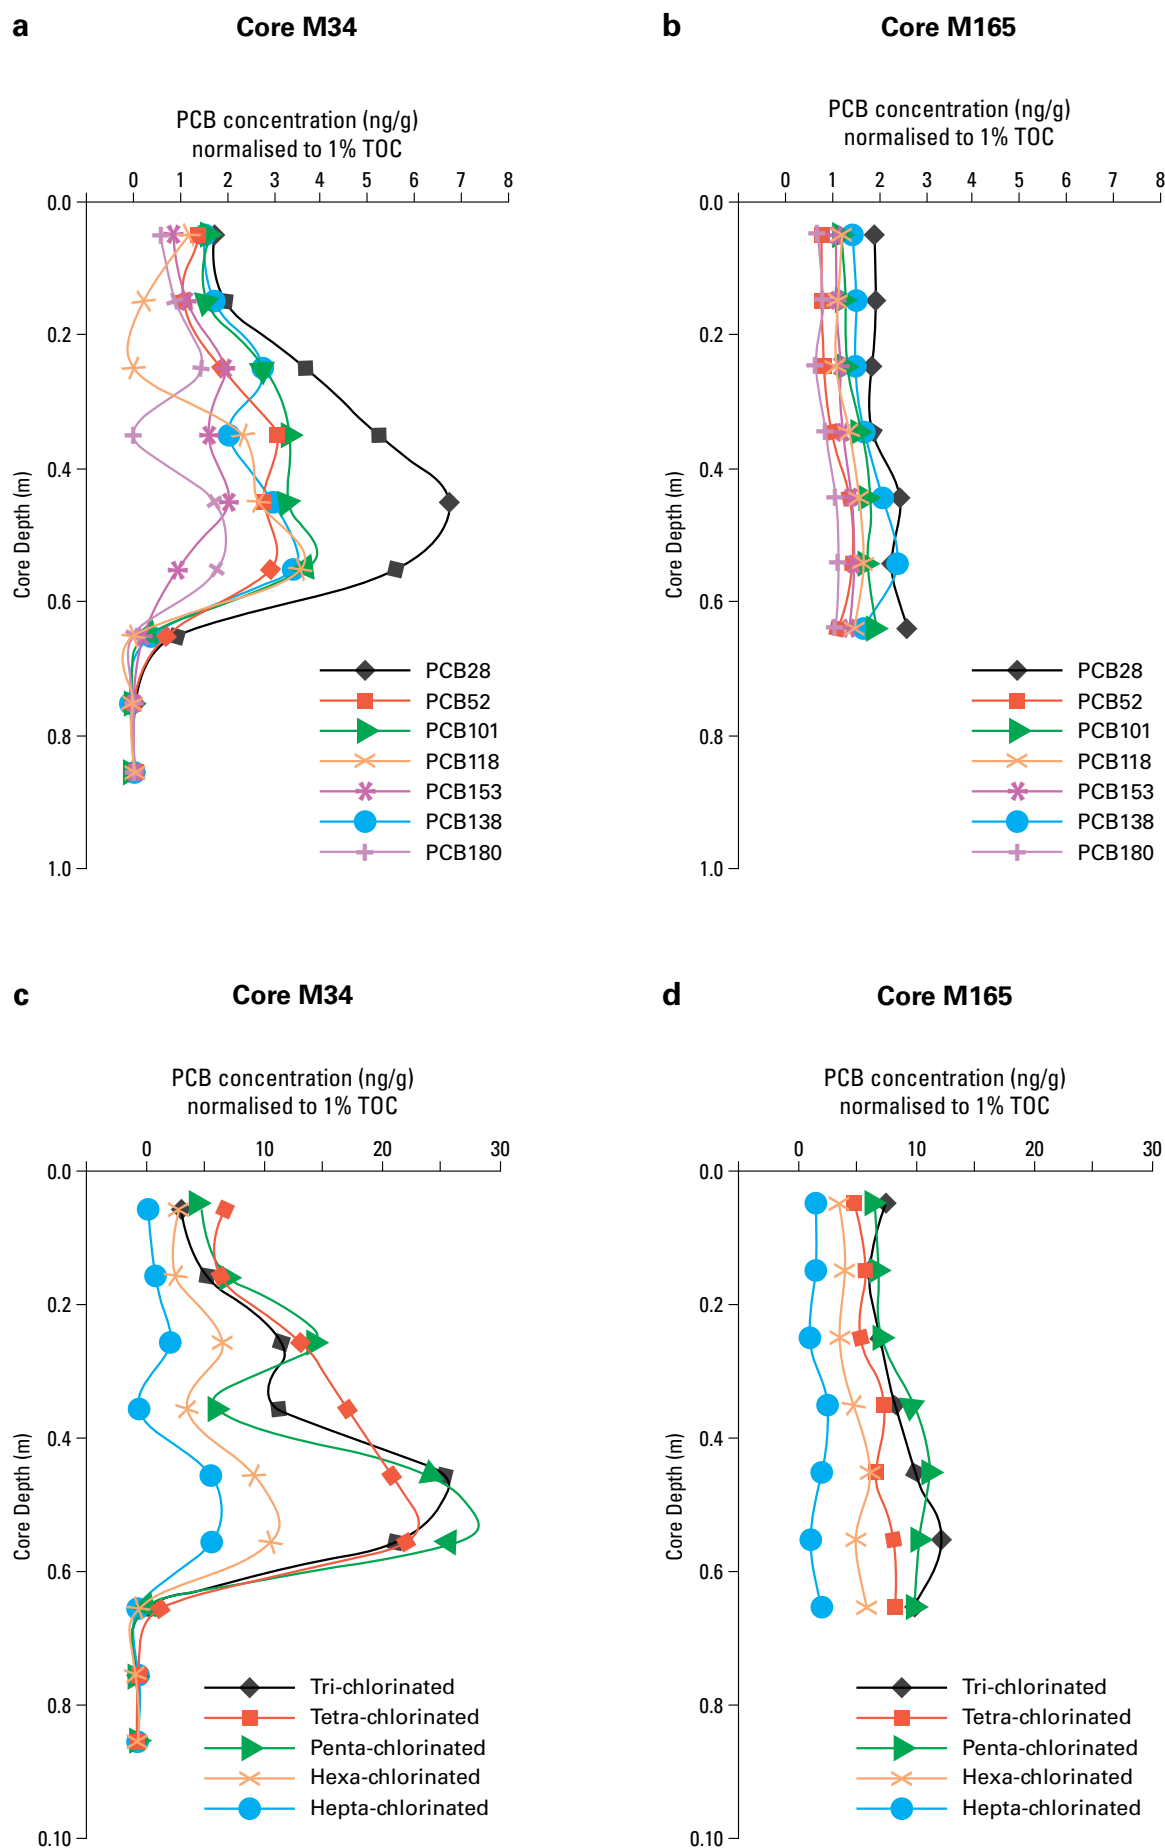 a
Core M34
PCB concentration (ng/g)
normalised to 1% TOC
0 1 2 3 4 5 6 7 8
0.0
0.2
0.4
0.6
0.8
1.0
Core Depth (m)
PCB28
PCB52
PCB101
PCB118
PCB153
PCB138
PCB180
b
Core M165
PCB concentration (ng/g)
normalised to 1% TOC
0 1 2 3 4 5 6 7 8
0.0
0.2
0.4
0.6
0.8
1.0
Core Depth (m)
PCB28
PCB52
PCB101
PCB118
PCB153
PCB138
PCB180
c
Core M34
PCB concentration (ng/g)
normalised to 1% TOC
0 10 20 30
0.0
0.2
0.4
0.6
0.8
0.10
Core Depth (m)
Tri-chlorinated
Tetra-chlorinated
Penta-chlorinated
Hexa-chlorinated
Hepta-chlorinated
d
Core M165
PCB concentration (ng/g)
normalised to 1% TOC
0 10 20 30
0.0
0.2
0.4
0.6
0.8
0.10
Core Depth (m)
Tri-chlorinated
Tetra-chlorinated
Penta-chlorinated
Hexa-chlorinated
Hepta-chlorinated